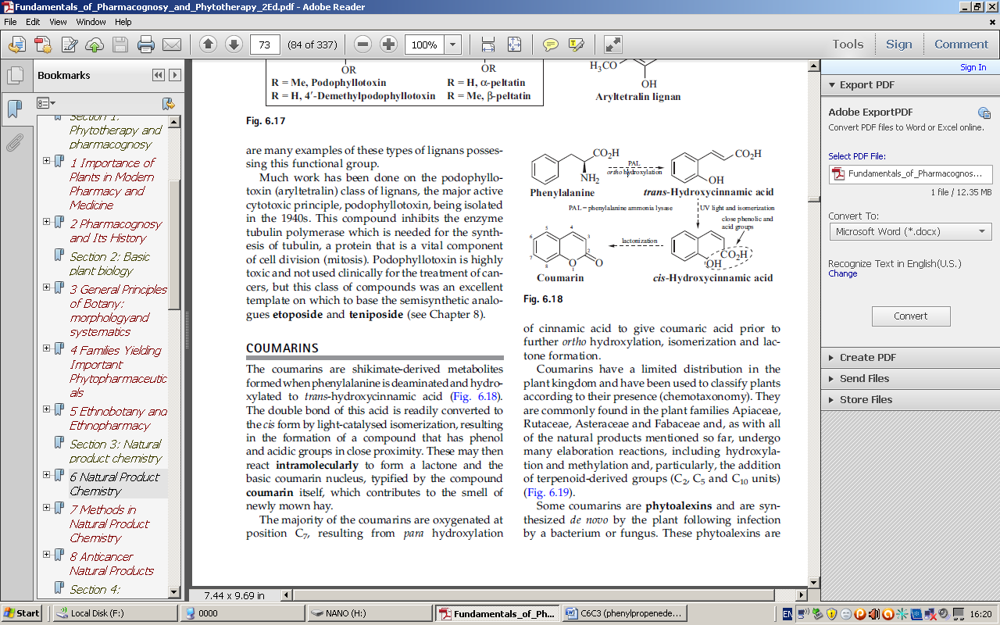 Fundamentals_of_Pharmacognosy_and_Phytotherapy_2Ed.pdf - Adobe Reader
File Edit View Window Help
73 (84 of 337) 100% Tools Sign Comment
Bookmarks
Section 1:
Phytotherapy and
pharmacognosy
1 Importance of
Plants in Modern
Pharmacy and
Medicine
2 Pharmacognosy
and Its History
Section 2: Basic
plant biology
3 General Principles
of Botany:
morphologyand
systematics
4 Families Yielding
Important
Phytopharmaceutic
als
5 Ethnobotany and
Ethnopharmacy
Section 3: Natural
product chemistry
6 Natural Product
Chemistry
7 Methods in
Natural Product
Chemistry
8 Anticancer
Natural Products
Section 4:
OR
R = Me, Podophyllotoxin
R = H, 4′-Demethylpodophyllotoxin
OR
R = H, α-peltatin
R = Me, β-peltatin
H₃CO
OH
Aryltetralin lignan
Fig. 6.17
are many examples of these types of lignans posses-
sing this functional group.
Much work has been done on the podophyllo-
toxin (aryltetralin) class of lignans, the major active
cytotoxic principle, podophyllotoxin, being isolated
in the 1940s. This compound inhibits the enzyme
tubulin polymerase which is needed for the synth-
esis of tubulin, a protein that is a vital component
of cell division (mitosis). Podophyllotoxin is highly
toxic and not used clinically for the treatment of can-
cers, but this class of compounds was an excellent
template on which to base the semisynthetic analo-
gues etoposide and teniposide (see Chapter 8).
COUMARINS
The coumarins are shikimate-derived metabolites
formed when phenylalanine is deaminated and hydro-
xylated to trans-hydroxycinnamic acid (Fig. 6.18).
The double bond of this acid is readily converted to
the cis form by light-catalysed isomerization, resulting
in the formation of a compound that has phenol
and acidic groups in close proximity. These may then
react intramolecularly to form a lactone and the
basic coumarin nucleus, typified by the compound
coumarin itself, which contributes to the smell of
newly mown hay.
The majority of the coumarins are oxygenated at
position C₇, resulting from para hydroxylation
CO₂H
NH₂
Phenylalanine
PAL
ortho hydroxylation
CO₂H
OH
trans-Hydroxycinnamic acid
PAL = phenylalanine ammonia lysase
UV light and isomerization
close phenolic and
acid groups
5 4
6 3
7 2
8 1
O O
Coumarin
lactonization
CO₂H
OH
cis-Hydroxycinnamic acid
Fig. 6.18
of cinnamic acid to give coumaric acid prior to
further ortho hydroxylation, isomerization and lac-
tone formation.
Coumarins have a limited distribution in the
plant kingdom and have been used to classify plants
according to their presence (chemotaxonomy). They
are commonly found in the plant families Apiaceae,
Rutaceae, Asteraceae and Fabaceae and, as with all
of the natural products mentioned so far, undergo
many elaboration reactions, including hydroxyla-
tion and methylation and, particularly, the addition
of terpenoid-derived groups (C₂, C₅ and C₁₀ units)
(Fig. 6.19).
Some coumarins are phytoalexins and are syn-
thesized de novo by the plant following infection
by a bacterium or fungus. These phytoalexins are
7.44 x 9.69 in
Sign In
Export PDF
Adobe ExportPDF
Convert PDF files to Word or Excel online.
Select PDF File:
Fundamentals_of_Pharmacognos...
1 file / 12.35 MB
Convert To:
Microsoft Word (*.docx)
Recognize Text in English(U.S.)
Change
Convert
Create PDF
Send Files
Store Files
Start Local Disk (F:) 0000 NANO (H:) Fundamentals_of_Ph... C6C3 (phenylpropenede... EN 16:20